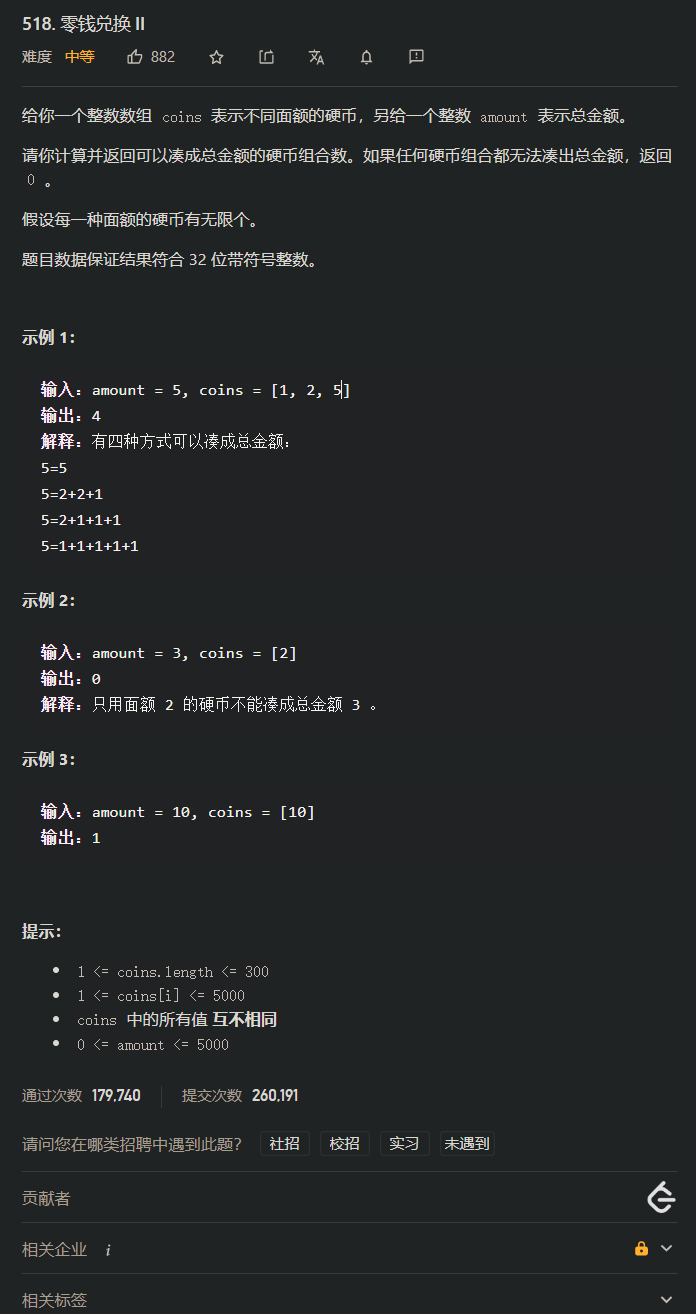 518. 零钱兑换 II
难度 中等 882
给你一个整数数组 coins 表示不同面额的硬币，另给一个整数 amount 表示总金额。
请你计算并返回可以凑成总金额的硬币组合数。如果任何硬币组合都无法凑出总金额，返回
0 。
假设每一种面额的硬币有无限个。
题目数据保证结果符合 32 位带符号整数。
示例 1：
输入：amount = 5, coins = [1, 2, 5]
输出：4
解释：有四种方式可以凑成总金额：
5=5
5=2+2+1
5=2+1+1+1
5=1+1+1+1+1
示例 2：
输入：amount = 3, coins = [2]
输出：0
解释：只用面额 2 的硬币不能凑成总金额 3 。
示例 3：
输入：amount = 10, coins = [10]
输出：1
提示：
1 <= coins.length <= 300
1 <= coins[i] <= 5000
coins 中的所有值 互不相同
0 <= amount <= 5000
通过次数 179,740 提交次数 260,191
请问您在哪类招聘中遇到此题？ 社招 校招 实习 未遇到
贡献者
相关企业 i
相关标签